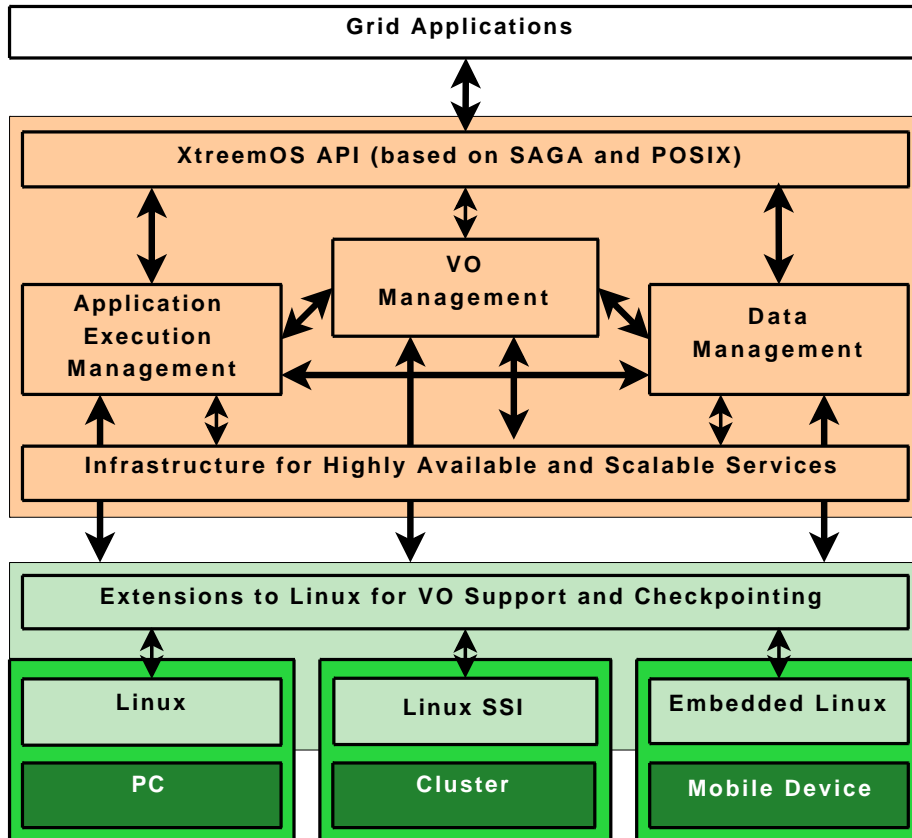 Grid Applications
XtreemOS API (based on SAGA and POSIX)
VO
Management
Application
Execution
Management
Data
Management
Infrastructure for Highly Available and Scalable Services
Extensions to Linux for VO Support and Checkpointing
Linux
Linux SSI
Embedded Linux
PC
Cluster
Mobile Device